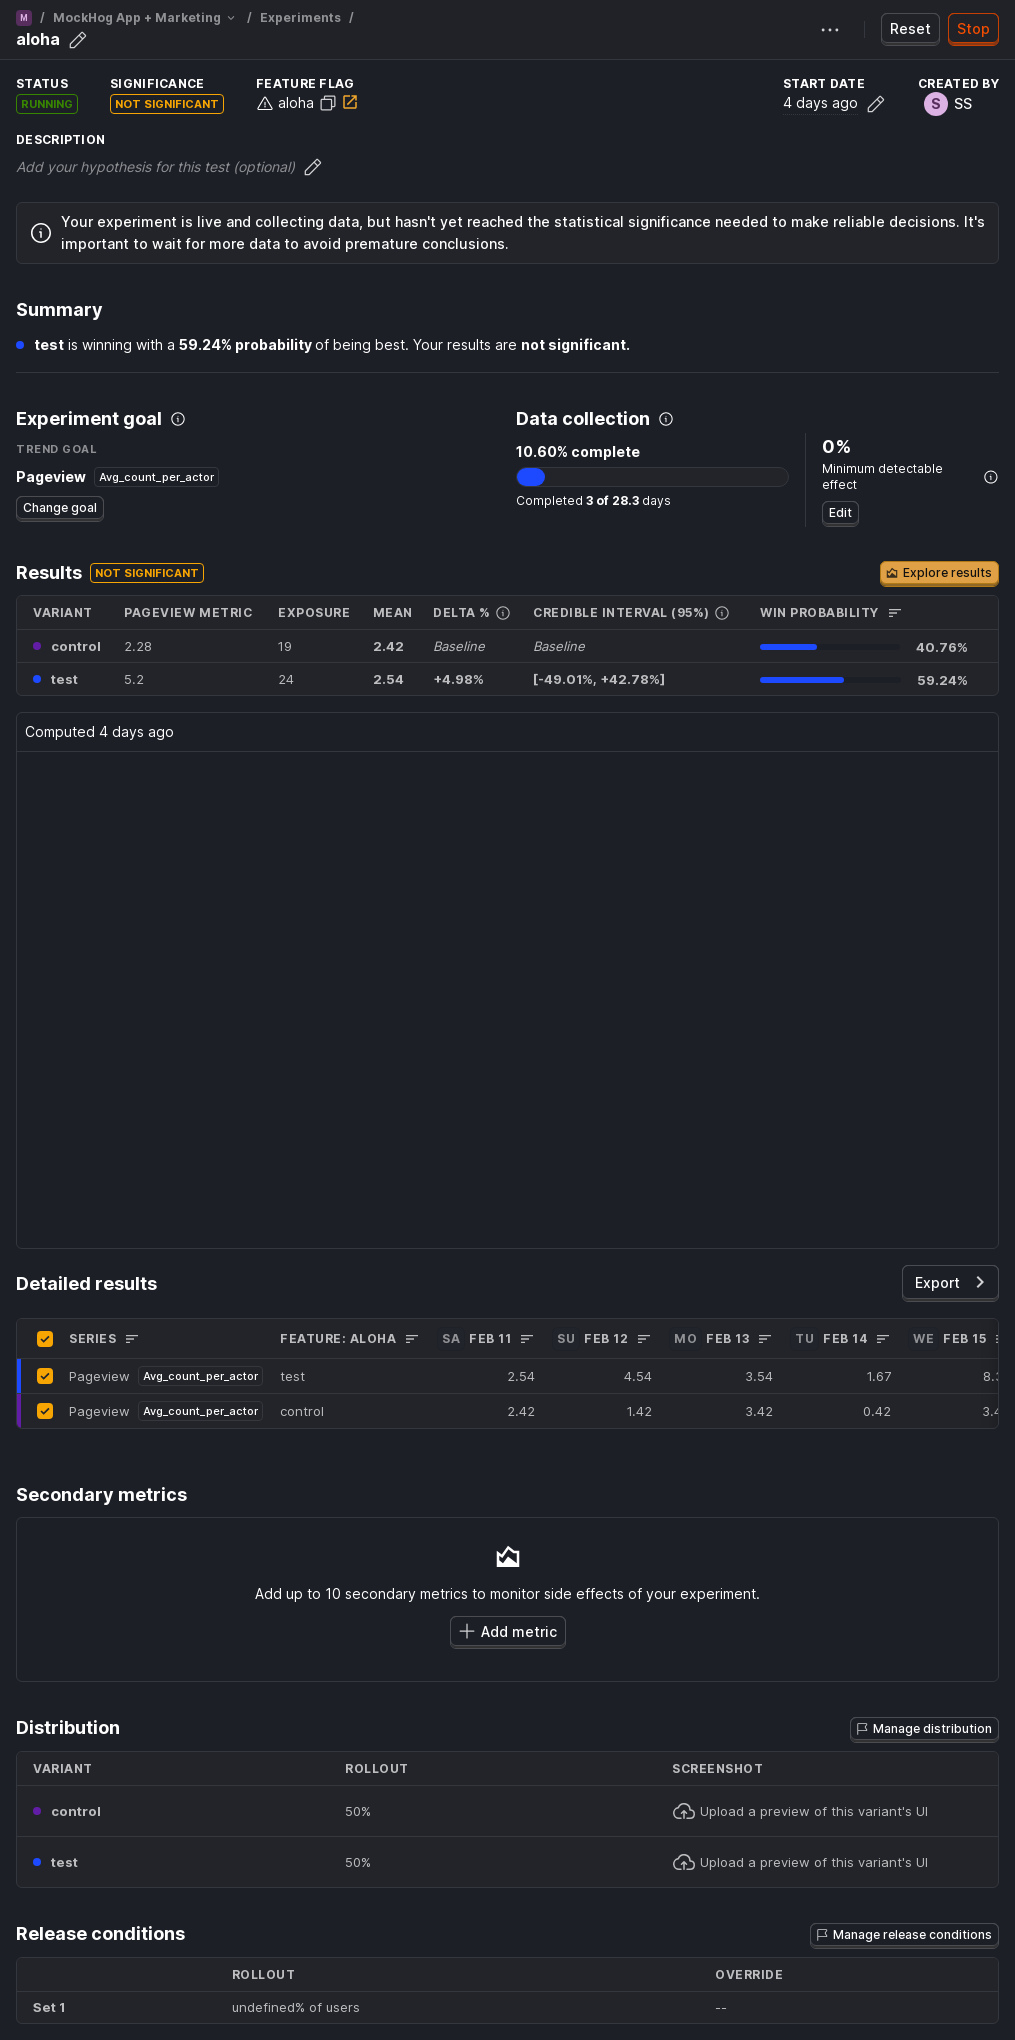 M / MockHog App + Marketing / Experiments /
aloha
Reset Stop
STATUS SIGNIFICANCE FEATURE FLAG START DATE CREATED BY
RUNNING NOT SIGNIFICANT aloha 4 days ago S SS
DESCRIPTION
Add your hypothesis for this test (optional)
Your experiment is live and collecting data, but hasn't yet reached the statistical significance needed to make reliable decisions. It's
important to wait for more data to avoid premature conclusions.
Summary
test is winning with a 59.24% probability of being best. Your results are not significant.
Experiment goal
TREND GOAL
Pageview Avg_count_per_actor
Change goal
Data collection
10.60% complete
Completed 3 of 28.3 days
0%
Minimum detectable
effect
Edit
Results NOT SIGNIFICANT Explore results
VARIANT PAGEVIEW METRIC EXPOSURE MEAN DELTA % CREDIBLE INTERVAL (95%) WIN PROBABILITY
control 2.28 19 2.42 Baseline Baseline 40.76%
test 5.2 24 2.54 +4.98% [-49.01%, +42.78%] 59.24%
Computed 4 days ago
Detailed results Export
SERIES FEATURE: ALOHA SA FEB 11 SU FEB 12 MO FEB 13 TU FEB 14 WE FEB 15
Pageview Avg_count_per_actor test 2.54 4.54 3.54 1.67
Pageview Avg_count_per_actor control 2.42 1.42 3.42 0.42
Secondary metrics
Add up to 10 secondary metrics to monitor side effects of your experiment.
Add metric
Distribution Manage distribution
VARIANT ROLLOUT SCREENSHOT
control 50% Upload a preview of this variant's UI
test 50% Upload a preview of this variant's UI
Release conditions Manage release conditions
ROLLOUT OVERRIDE
Set 1 undefined% of users --